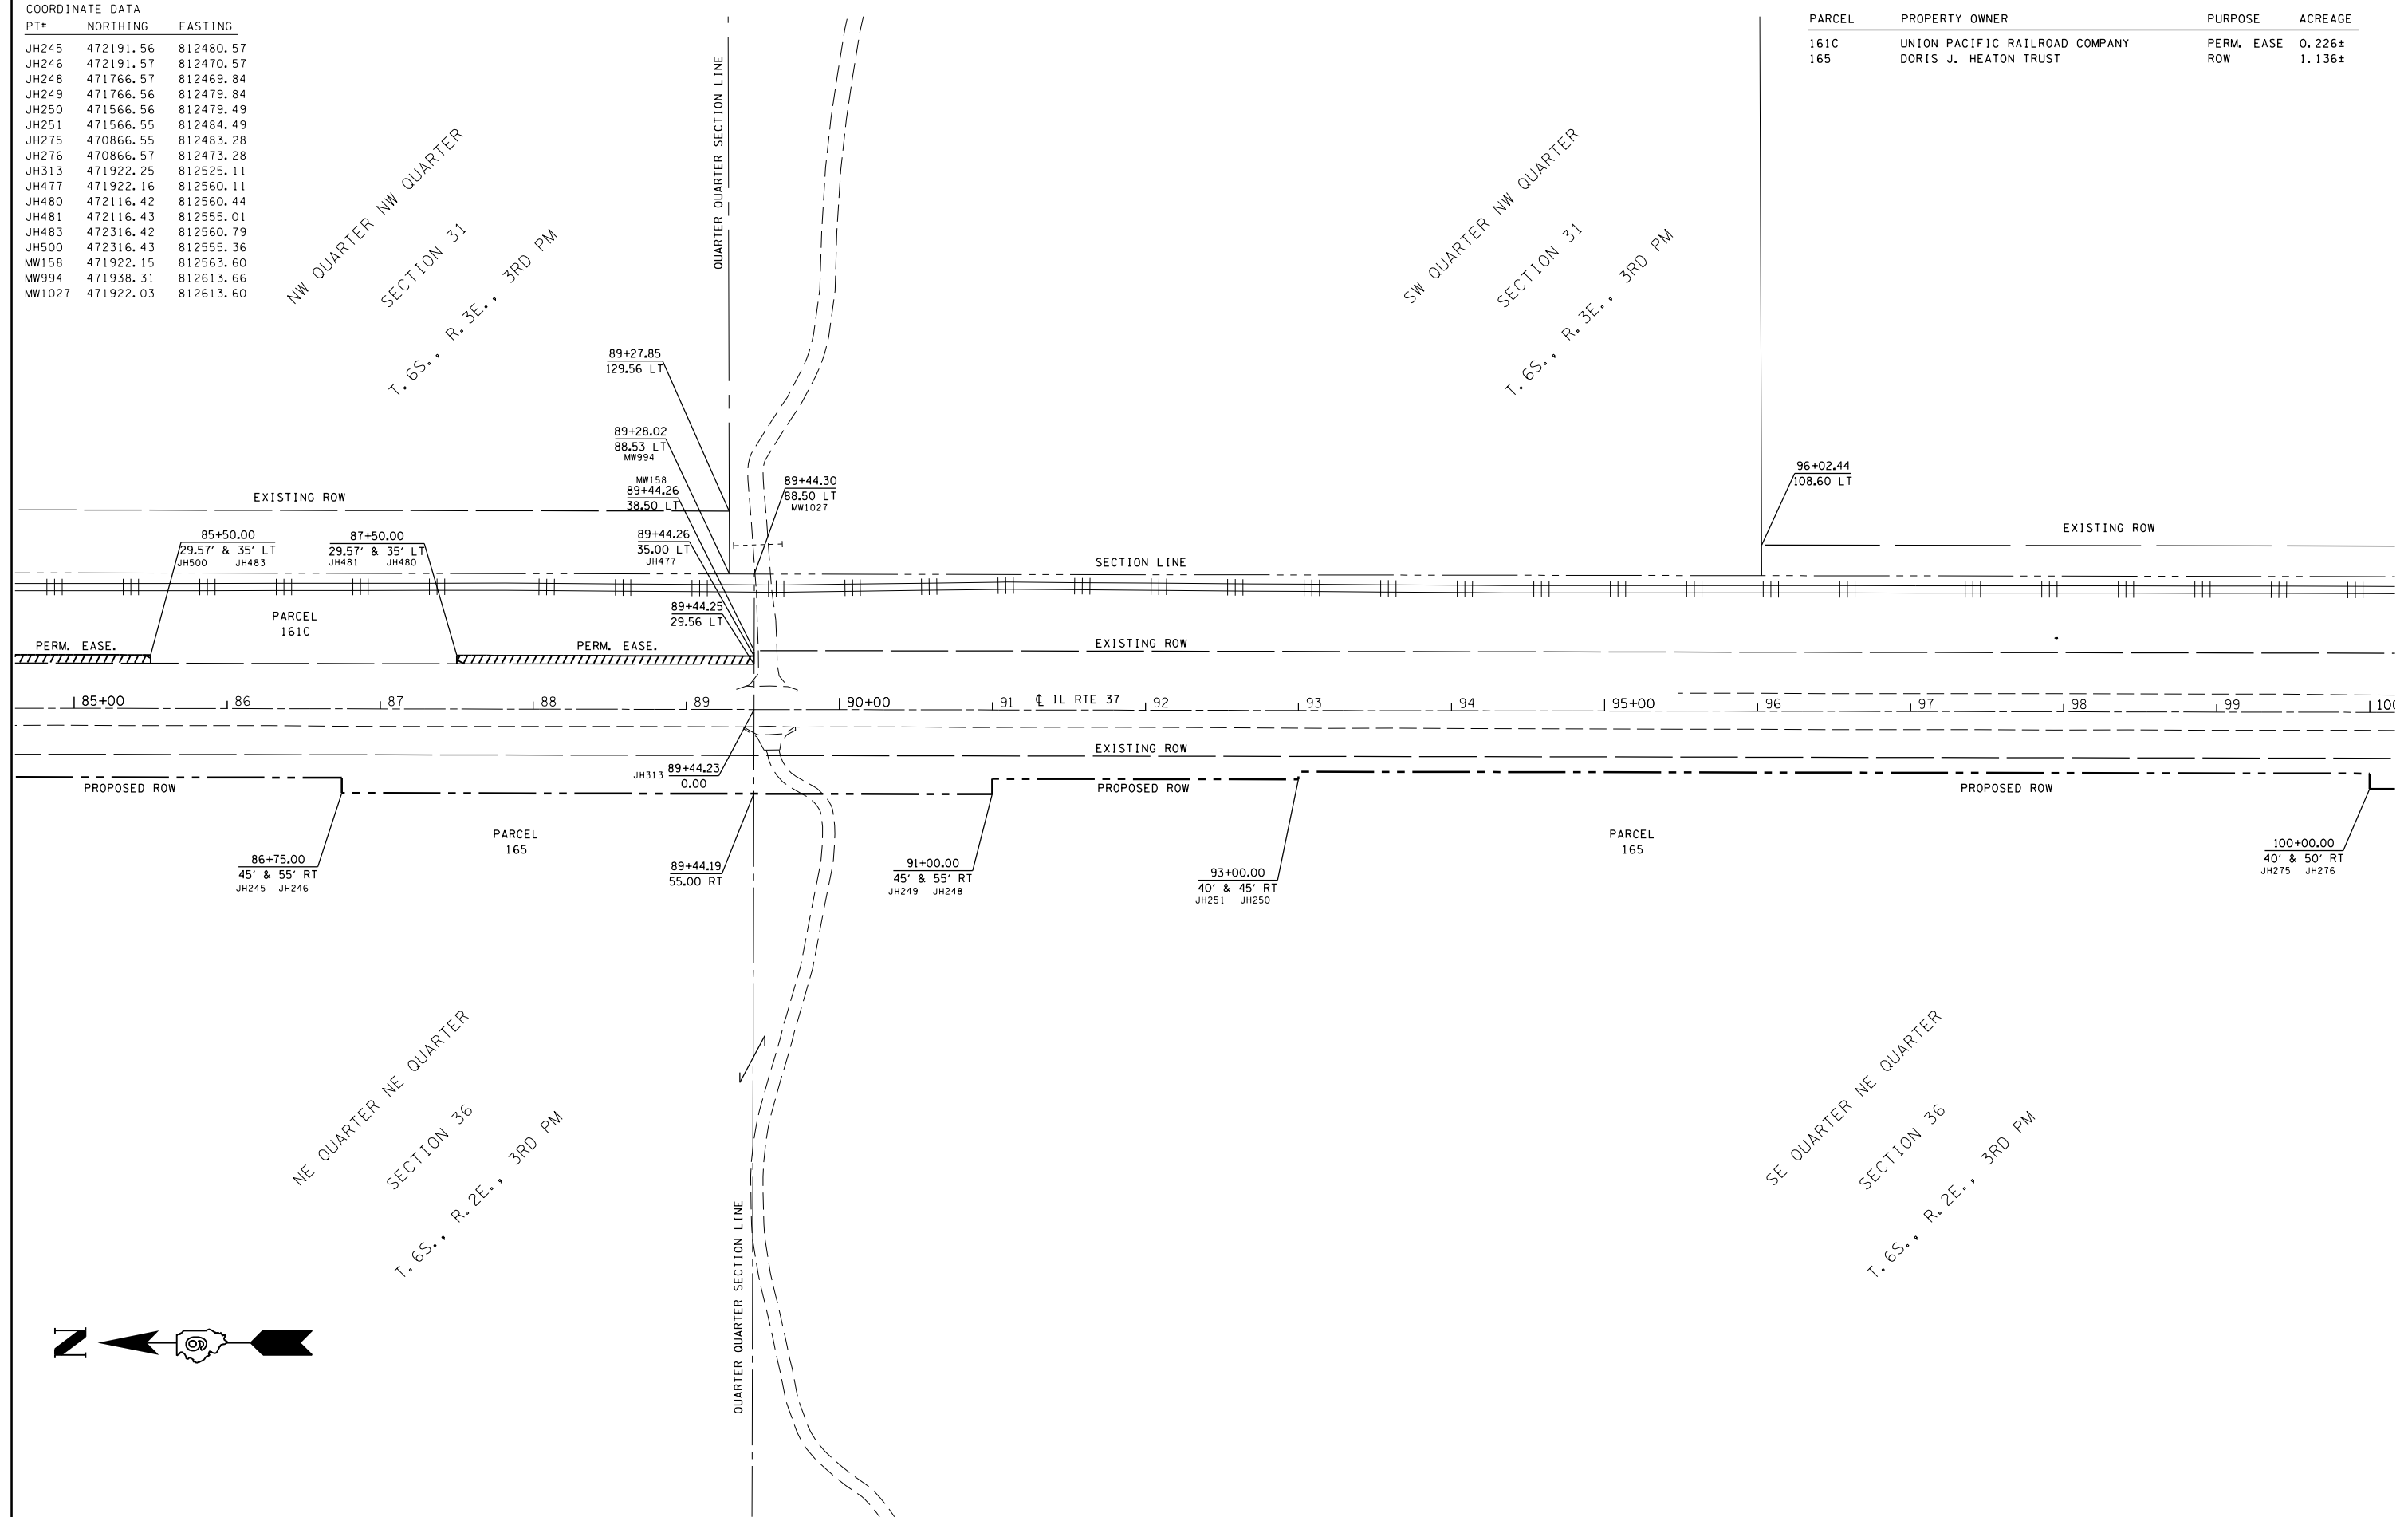 COORDINATE DATA
PT# NORTHING EASTING
JH245 472191.56 812480.57
JH246 472191.57 812470.57
JH248 471766.57 812469.84
JH249 471766.56 812479.84
JH250 471566.56 812479.49
JH251 471566.55 812484.49
JH275 470866.55 812483.28
JH276 470866.57 812473.28
JH313 471922.25 812525.11
JH477 471922.16 812560.11
JH480 472116.42 812560.44
JH481 472116.43 812555.01
JH483 472316.42 812560.79
JH500 472316.43 812555.36
MW158 471922.15 812563.60
MW994 471938.31 812613.66
MW1027 471922.03 812613.60
PARCEL PROPERTY OWNER PURPOSE ACREAGE
161C UNION PACIFIC RAILROAD COMPANY PERM. EASE 0.226±
165 DORIS J. HEATON TRUST ROW 1.136±
NW QUARTER NW QUARTER
SECTION 31
T. 6S., R. 3E., 3RD PM
QUARTER QUARTER SECTION LINE
SW QUARTER NW QUARTER
SECTION 31
T. 6S., R. 3E., 3RD PM
89+27.85
129.56 LT
89+28.02
88.53 LT
MW994
MW158
89+44.26
38.50 LT
89+44.30
88.50 LT
MW1027
96+02.44
108.60 LT
EXISTING ROW
EXISTING ROW
85+50.00
29.57' & 35' LT
JH500 JH483
87+50.00
29.57' & 35' LT
JH481 JH480
89+44.26
35.00 LT
JH477
SECTION LINE
89+44.25
29.56 LT
PARCEL
161C
PERM. EASE.
PERM. EASE.
EXISTING ROW
85+00 86 87 88 89 90+00 91 ℄ IL RTE 37 92 93 94 95+00 96 97 98 99 100
EXISTING ROW
JH313
89+44.23
0.00
PROPOSED ROW
PROPOSED ROW
PROPOSED ROW
PARCEL
165
PARCEL
165
86+75.00
45' & 55' RT
JH245 JH246
89+44.19
55.00 RT
91+00.00
45' & 55' RT
JH249 JH248
93+00.00
40' & 45' RT
JH251 JH250
100+00.00
40' & 50' RT
JH275 JH276
NE QUARTER NE QUARTER
SECTION 36
T. 6S., R. 2E., 3RD PM
QUARTER QUARTER SECTION LINE
SE QUARTER NE QUARTER
SECTION 36
T. 6S., R. 2E., 3RD PM
N